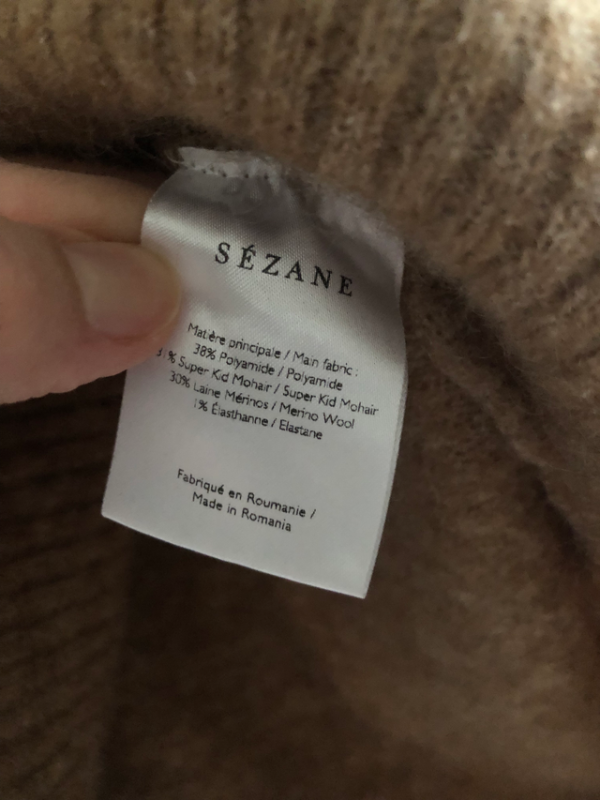 SÉZANE
Matière principale / Main fabric :
38% Polyamide / Polyamide
31% Super Kid Mohair / Super Kid Mohair
30% Laine Mérinos / Merino Wool
1% Élasthanne / Elastane
Fabriqué en Roumanie /
Made in Romania